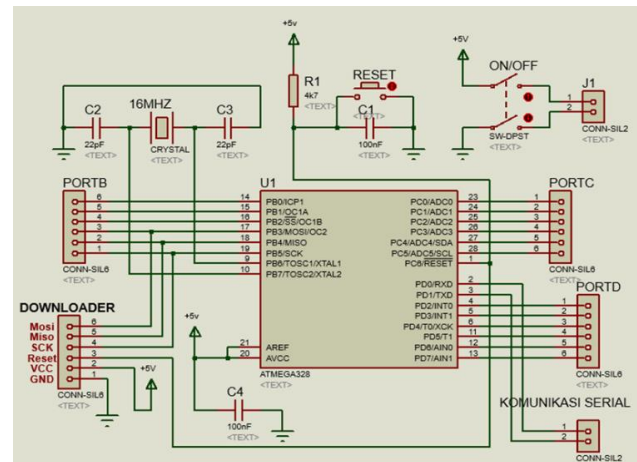 +5v
R1
4k7
<TEXT>
RESET
C1
100nF
<TEXT>
+5V
ON/OFF
SW-DPST
<TEXT>
J1
1
2
CONN-SIL2
<TEXT>
C2
22pF
<TEXT>
16MHZ
CRYSTAL
<TEXT>
C3
22pF
<TEXT>
PORTB
6
5
4
3
2
1
CONN-SIL6
<TEXT>
U1
14 PB0/ICP1
15 PB1/OC1A
16 PB2/SS/OC1B
17 PB3/MOSI/OC2
18 PB4/MISO
19 PB5/SCK
9 PB6/TOSC1/XTAL1
10 PB7/TOSC2/XTAL2
21 AREF
20 AVCC
PC0/ADC0 23
PC1/ADC1 24
PC2/ADC2 25
PC3/ADC3 26
PC4/ADC4/SDA 27
PC5/ADC5/SCL 28
PC6/RESET 1
PD0/RXD 2
PD1/TXD 3
PD2/INT0 4
PD3/INT1 5
PD4/T0/XCK 6
PD5/T1 11
PD6/AIN0 12
PD7/AIN1 13
ATMEGA328
<TEXT>
PORTC
1
2
3
4
5
6
CONN-SIL6
<TEXT>
PORTD
1
2
3
4
5
6
CONN-SIL6
<TEXT>
DOWNLOADER
Mosi 6
Miso 5
SCK 4
Reset 3
VCC 2
GND 1
CONN-SIL6
<TEXT>
+5V
+5v
C4
100nF
<TEXT>
KOMUNIKASI SERIAL
1
2
CONN-SIL2
<TEXT>